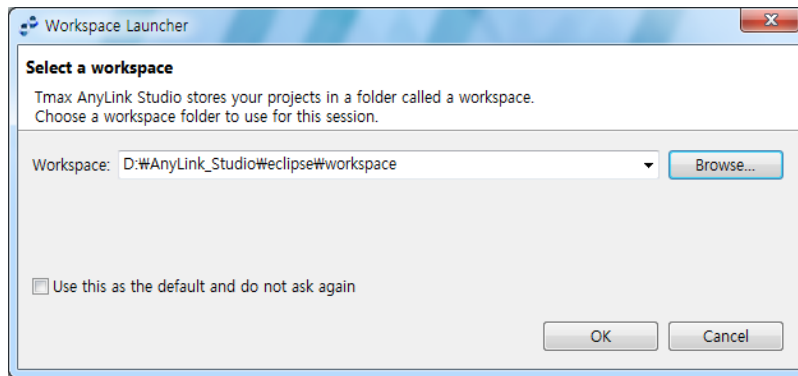 Workspace Launcher
Select a workspace
Tmax AnyLink Studio stores your projects in a folder called a workspace.
Choose a workspace folder to use for this session.
Workspace: D:₩AnyLink_Studio₩eclipse₩workspace Browse...
Use this as the default and do not ask again
OK Cancel